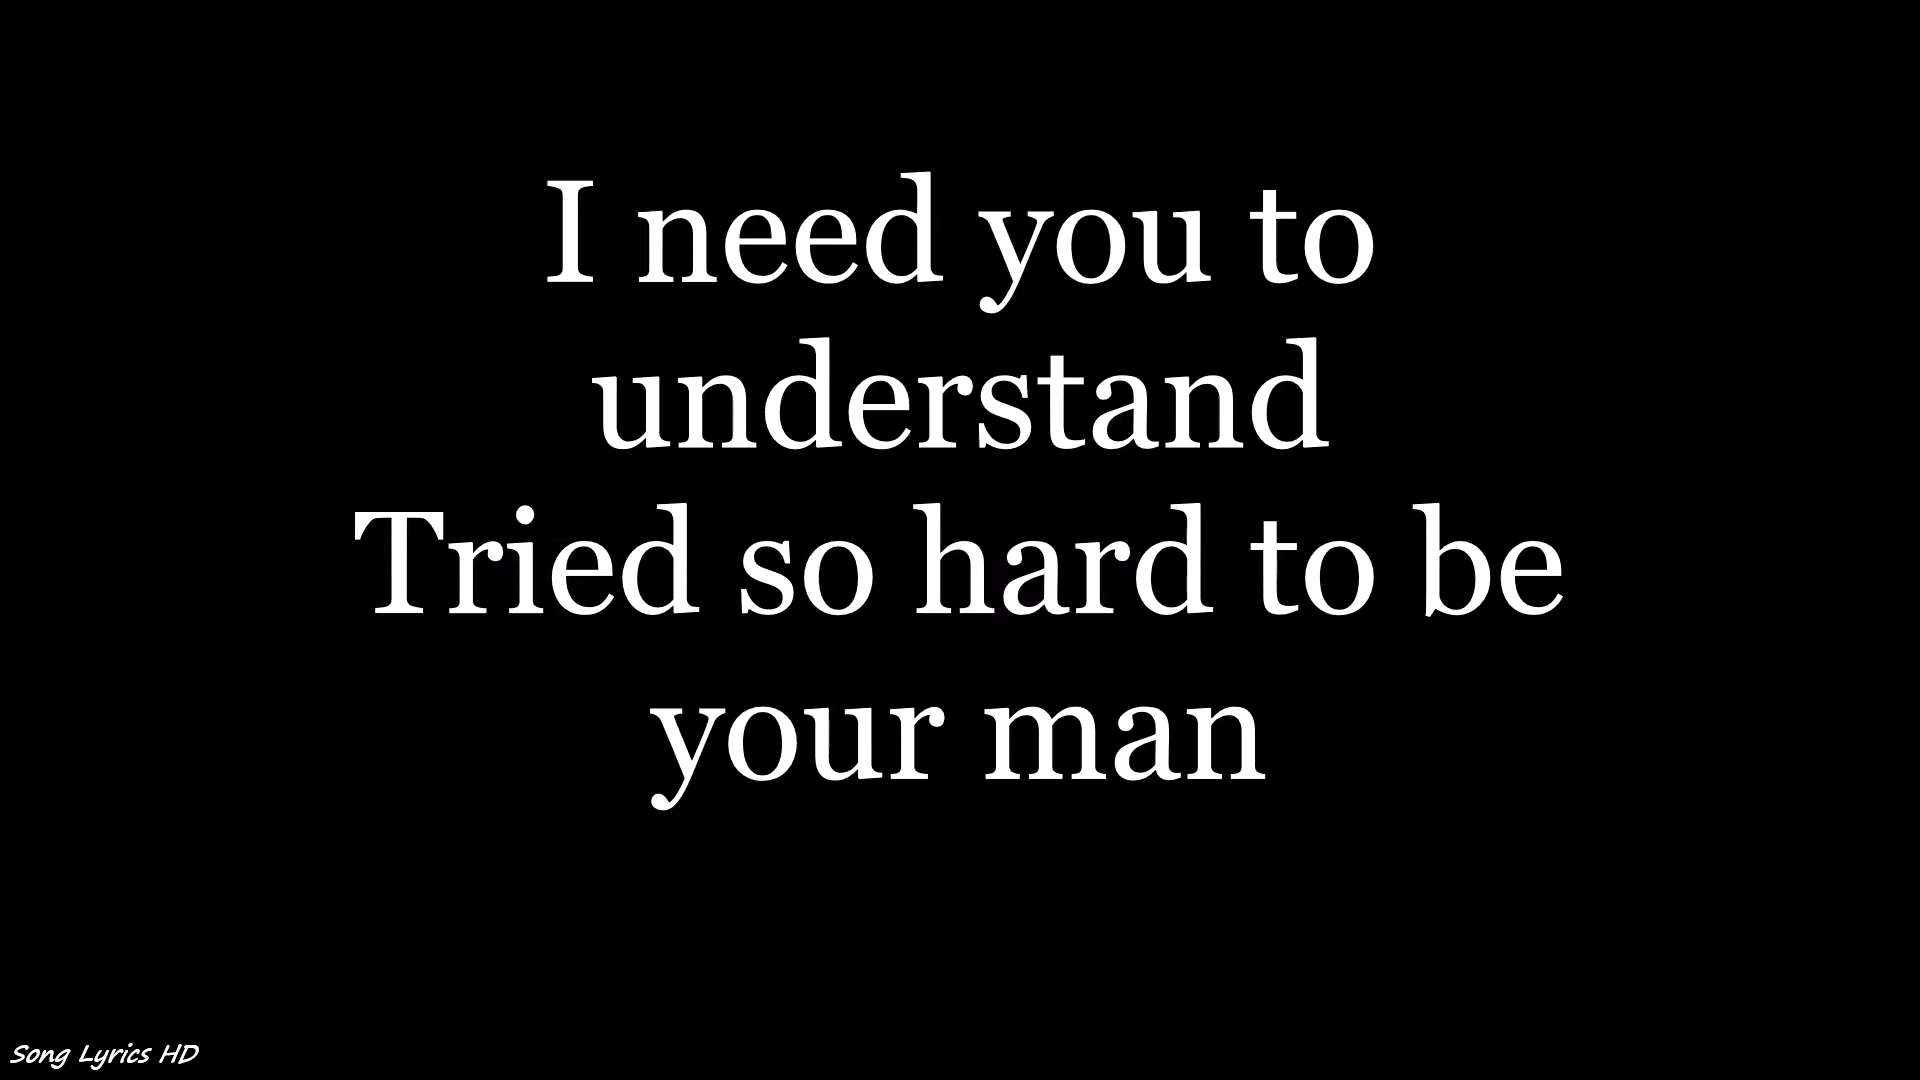 I need you to
understand
Tried so hard to be
your man
Song Lyrics HD